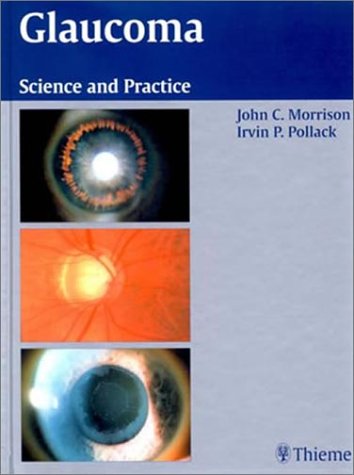 Glaucoma
Science and Practice
John C. Morrison
Irvin P. Pollack
Thieme